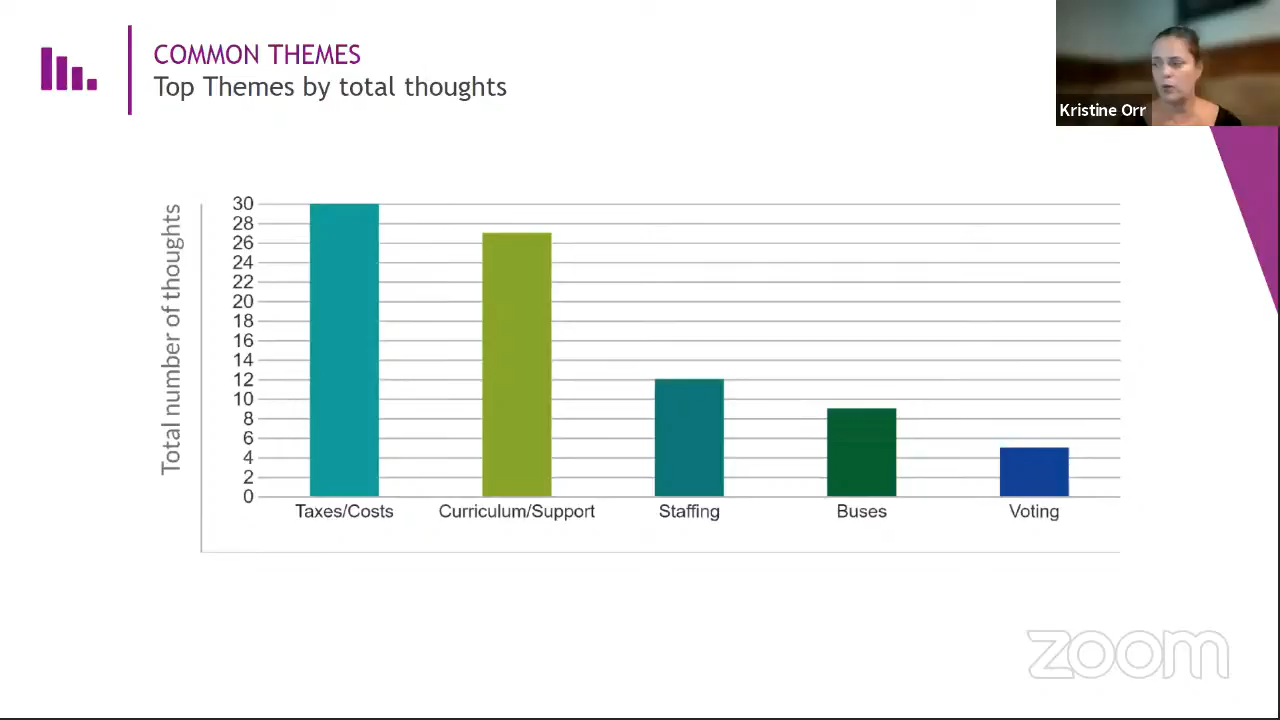 COMMON THEMES
Top Themes by total thoughts
Kristine Orr
Total number of thoughts
30
28
26
24
22
20
18
16
14
12
10
8
6
4
2
0
Taxes/Costs Curriculum/Support Staffing Buses Voting
zoom